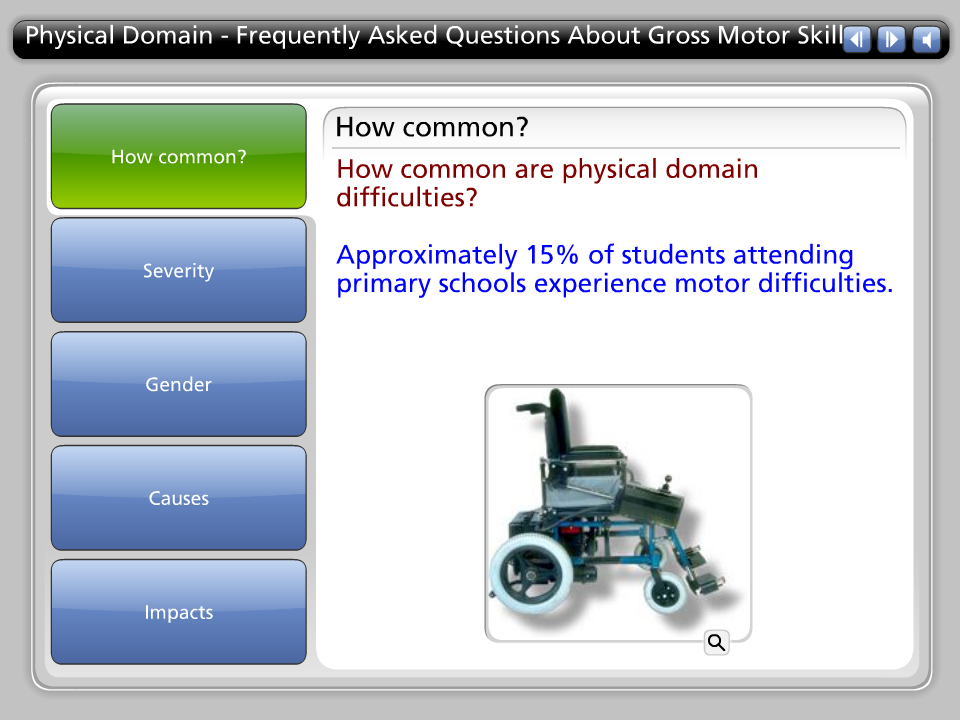 Physical Domain - Frequently Asked Questions About Gross Motor Skill
How common?
Severity
Gender
Causes
Impacts
How common?
How common are physical domain
difficulties?
Approximately 15% of students attending
primary schools experience motor difficulties.